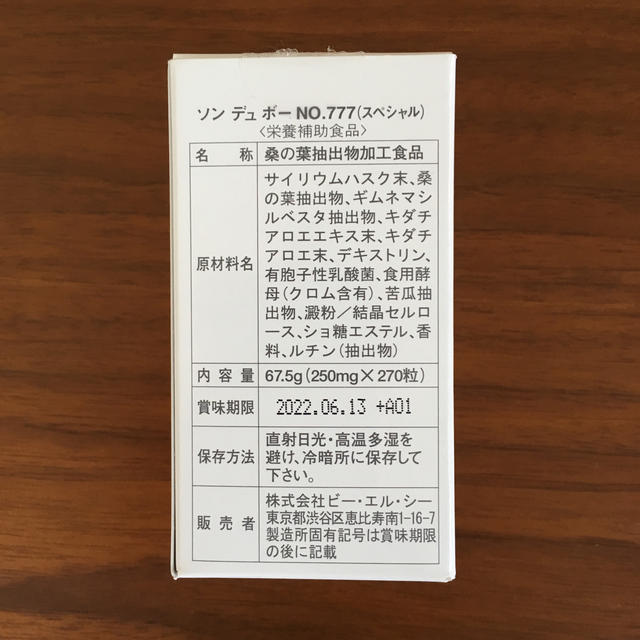 ソン デュ ボー NO.777(スペシャル)
〈栄養補助食品〉
名称 桑の葉抽出物加工食品
原材料名 サイリウムハスク末、桑
の葉抽出物、ギムネマシ
ルベスタ抽出物、キダチ
アロエエキス末、キダチ
アロエ末、デキストリン、
有胞子性乳酸菌、食用酵
母(クロム含有)、苦瓜抽
出物、澱粉／結晶セルロ
ース、ショ糖エステル、香
料、ルチン(抽出物)
内容量 67.5g(250mg×270粒)
賞味期限 2022.06.13 +A01
保存方法 直射日光・高温多湿を
避け、冷暗所に保存して
下さい。
販売者 株式会社ビー・エル・シー
東京都渋谷区恵比寿南1-16-7
製造所固有記号は賞味期限
の後に記載